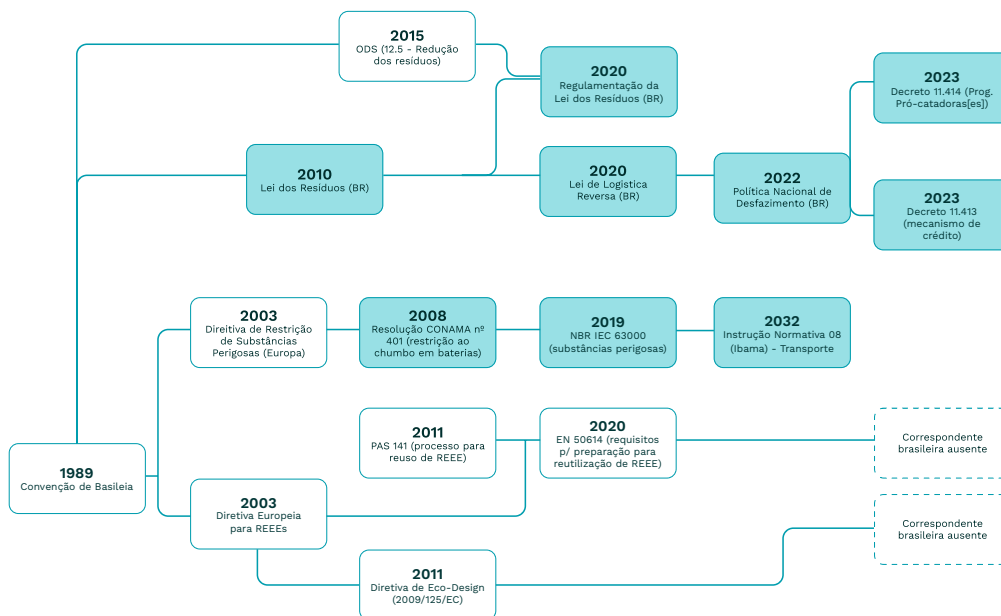 2015
ODS (12.5 - Redução
dos resíduos)
2020
Regulamentação da
Lei dos Resíduos (BR)
2023
Decreto 11.414 (Prog.
Pró-catadoras[es])
2010
Lei dos Resíduos (BR)
2020
Lei de Logística
Reversa (BR)
2022
Política Nacional de
Desfazimento (BR)
2023
Decreto 11.413
(mecanismo de
crédito)
2003
Direitiva de Restrição
de Substâncias
Perigosas (Europa)
2008
Resolução CONAMA nº
401 (restrição ao
chumbo em baterias)
2019
NBR IEC 63000
(substâncias perigosas)
2032
Instrução Normativa 08
(Ibama) - Transporte
2011
PAS 141 (processo para
reuso de REEE)
2020
EN 50614 (requisitos
p/ preparação para
reutilização de REEE)
Correspondente
brasileira ausente
1989
Convenção de Basileia
2003
Diretiva Europeia
para REEEs
Correspondente
brasileira ausente
2011
Diretiva de Eco-Design
(2009/125/EC)